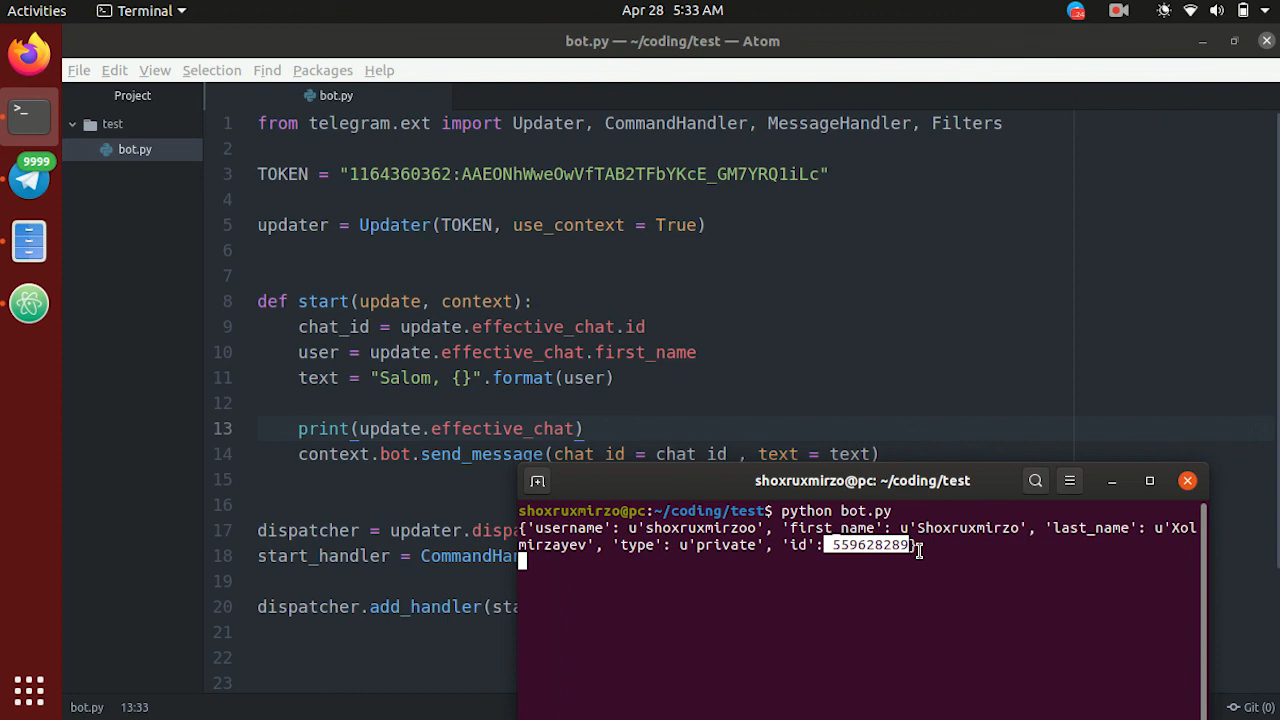 Activities
Terminal
Apr 28 5:33 AM
24
bot.py — ~/coding/test — Atom
File Edit View Selection Find Packages Help
Project
bot.py
test
bot.py
9999
1 from telegram.ext import Updater, CommandHandler, MessageHandler, Filters
2
3 TOKEN = "1164360362:AAEONhWweOwVfTAB2TFbYKcE_GM7YRQ1iLc"
4
5 updater = Updater(TOKEN, use_context = True)
6
7
8 def start(update, context):
9 chat_id = update.effective_chat.id
10 user = update.effective_chat.first_name
11 text = "Salom, {}".format(user)
12
13 print(update.effective_chat)
14 context.bot.send_message(chat_id = chat_id , text = text)
15
16
17 dispatcher = updater.dispa
18 start_handler = CommandHan
19
20 dispatcher.add_handler(sta
21
22
23
shoxruxmirzo@pc: ~/coding/test
shoxruxmirzo@pc:~/coding/test$ python bot.py
{'username': u'shoxruxmirzoo', 'first_name': u'Shoxruxmirzo', 'last_name': u'Xol
mirzayev', 'type': u'private', 'id': 559628289}
bot.py 13:33
Git (0)